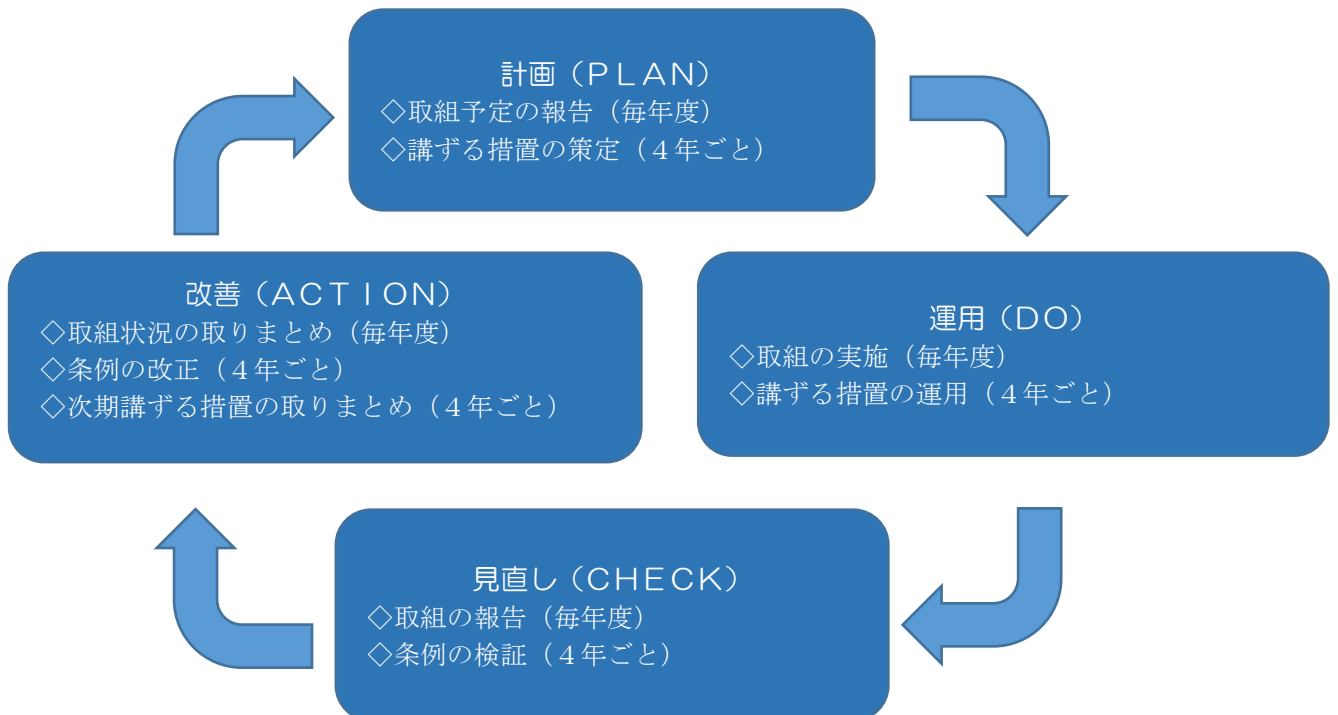 計画（ＰＬＡＮ）
◇取組予定の報告（毎年度）
◇講ずる措置の策定（４年ごと）
運用（ＤＯ）
◇取組の実施（毎年度）
◇講ずる措置の運用（４年ごと）
見直し（ＣＨＥＣＫ）
◇取組の報告（毎年度）
◇条例の検証（４年ごと）
改善（ＡＣＴＩＯＮ）
◇取組状況の取りまとめ（毎年度）
◇条例の改正（４年ごと）
◇次期講ずる措置の取りまとめ（４年ごと）